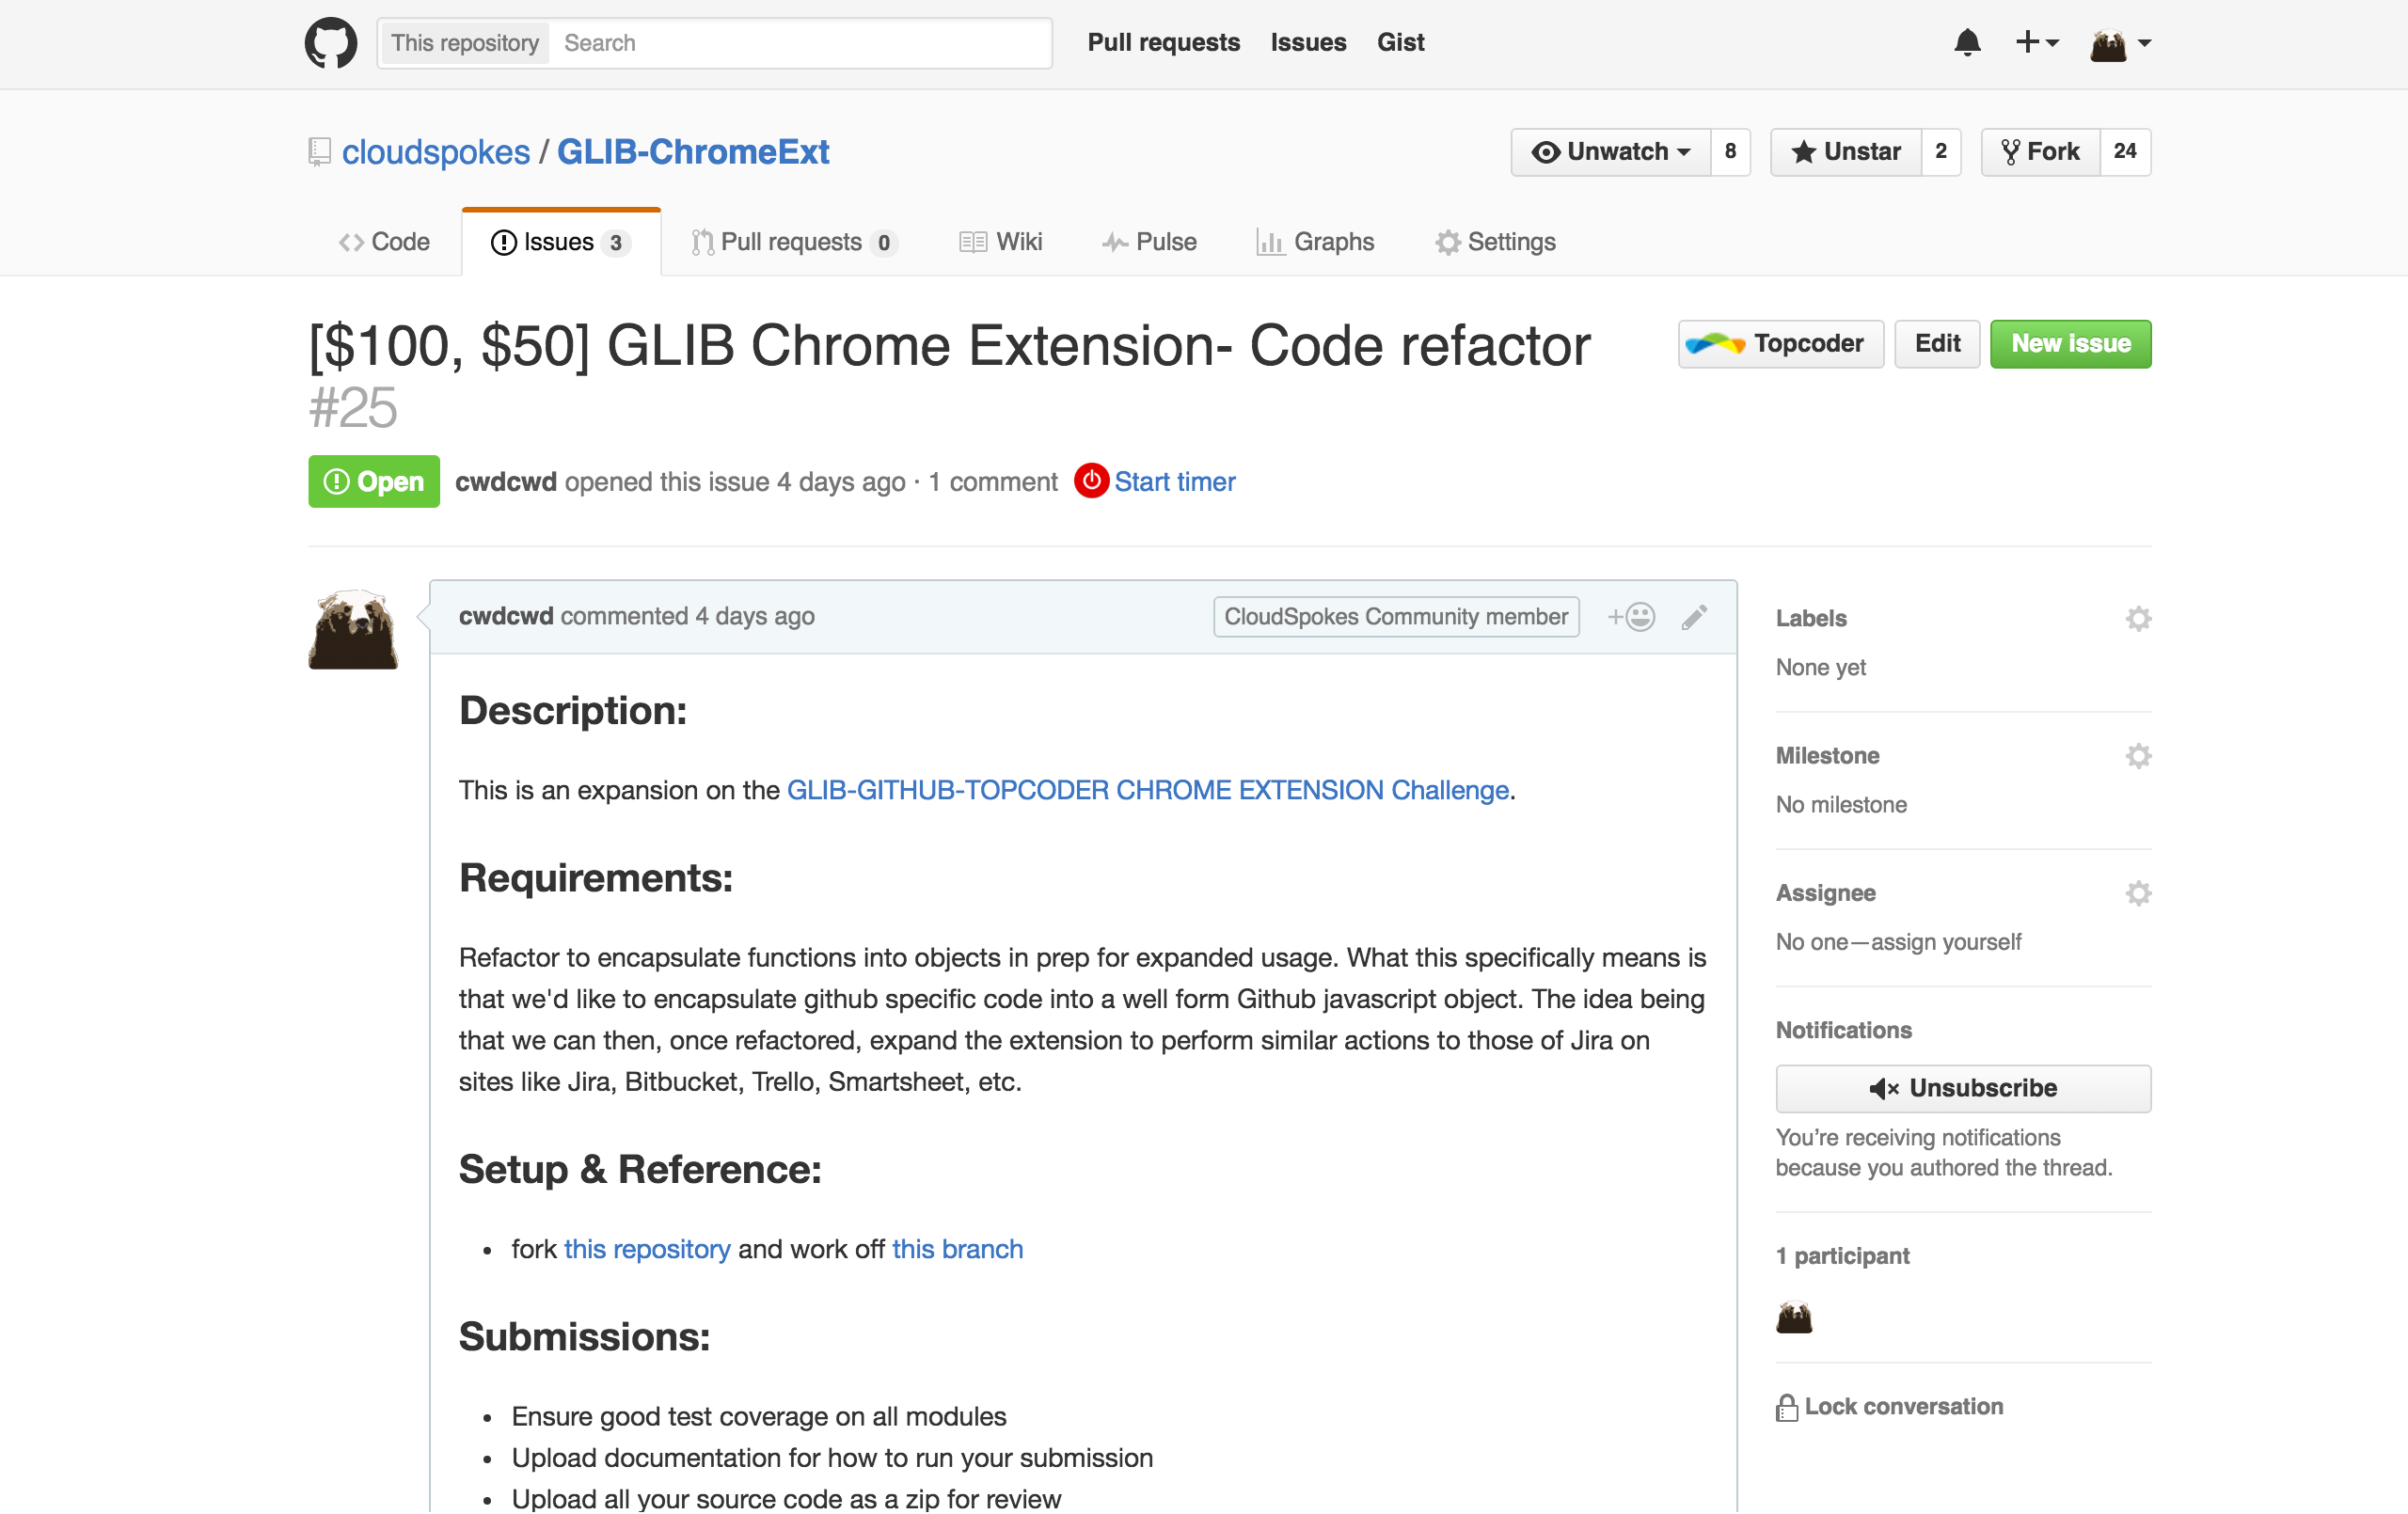 This repository Search Pull requests Issues Gist
cloudspokes / GLIB-ChromeExt Unwatch 8 Unstar 2 Fork 24
Code Issues 3 Pull requests 0 Wiki Pulse Graphs Settings
[$100, $50] GLIB Chrome Extension- Code refactor
#25
Topcoder Edit New issue
Open cwdcwd opened this issue 4 days ago · 1 comment Start timer
cwdcwd commented 4 days ago CloudSpokes Community member
Description:
This is an expansion on the GLIB-GITHUB-TOPCODER CHROME EXTENSION Challenge.
Requirements:
Refactor to encapsulate functions into objects in prep for expanded usage. What this specifically means is
that we'd like to encapsulate github specific code into a well form Github javascript object. The idea being
that we can then, once refactored, expand the extension to perform similar actions to those of Jira on
sites like Jira, Bitbucket, Trello, Smartsheet, etc.
Setup & Reference:
• fork this repository and work off this branch
Submissions:
• Ensure good test coverage on all modules
• Upload documentation for how to run your submission
• Upload all your source code as a zip for review
Labels
None yet
Milestone
No milestone
Assignee
No one—assign yourself
Notifications
Unsubscribe
You’re receiving notifications
because you authored the thread.
1 participant
Lock conversation